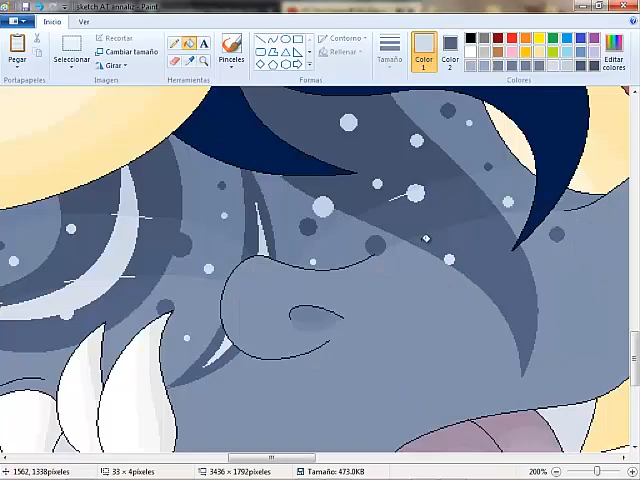 sketch AT annaliz - Paint
Inicio Ver
Pegar
Seleccionar
Recortar
Cambiar tamaño
Girar
A
Pinceles
Contorno
Rellenar
Tamaño
Color 1
Color 2
Editar colores
Portapapeles Imagen Herramientas Formas Colores
1562, 1338píxeles 33 × 4píxeles 3436 × 1792píxeles Tamaño: 473.0KB 200%